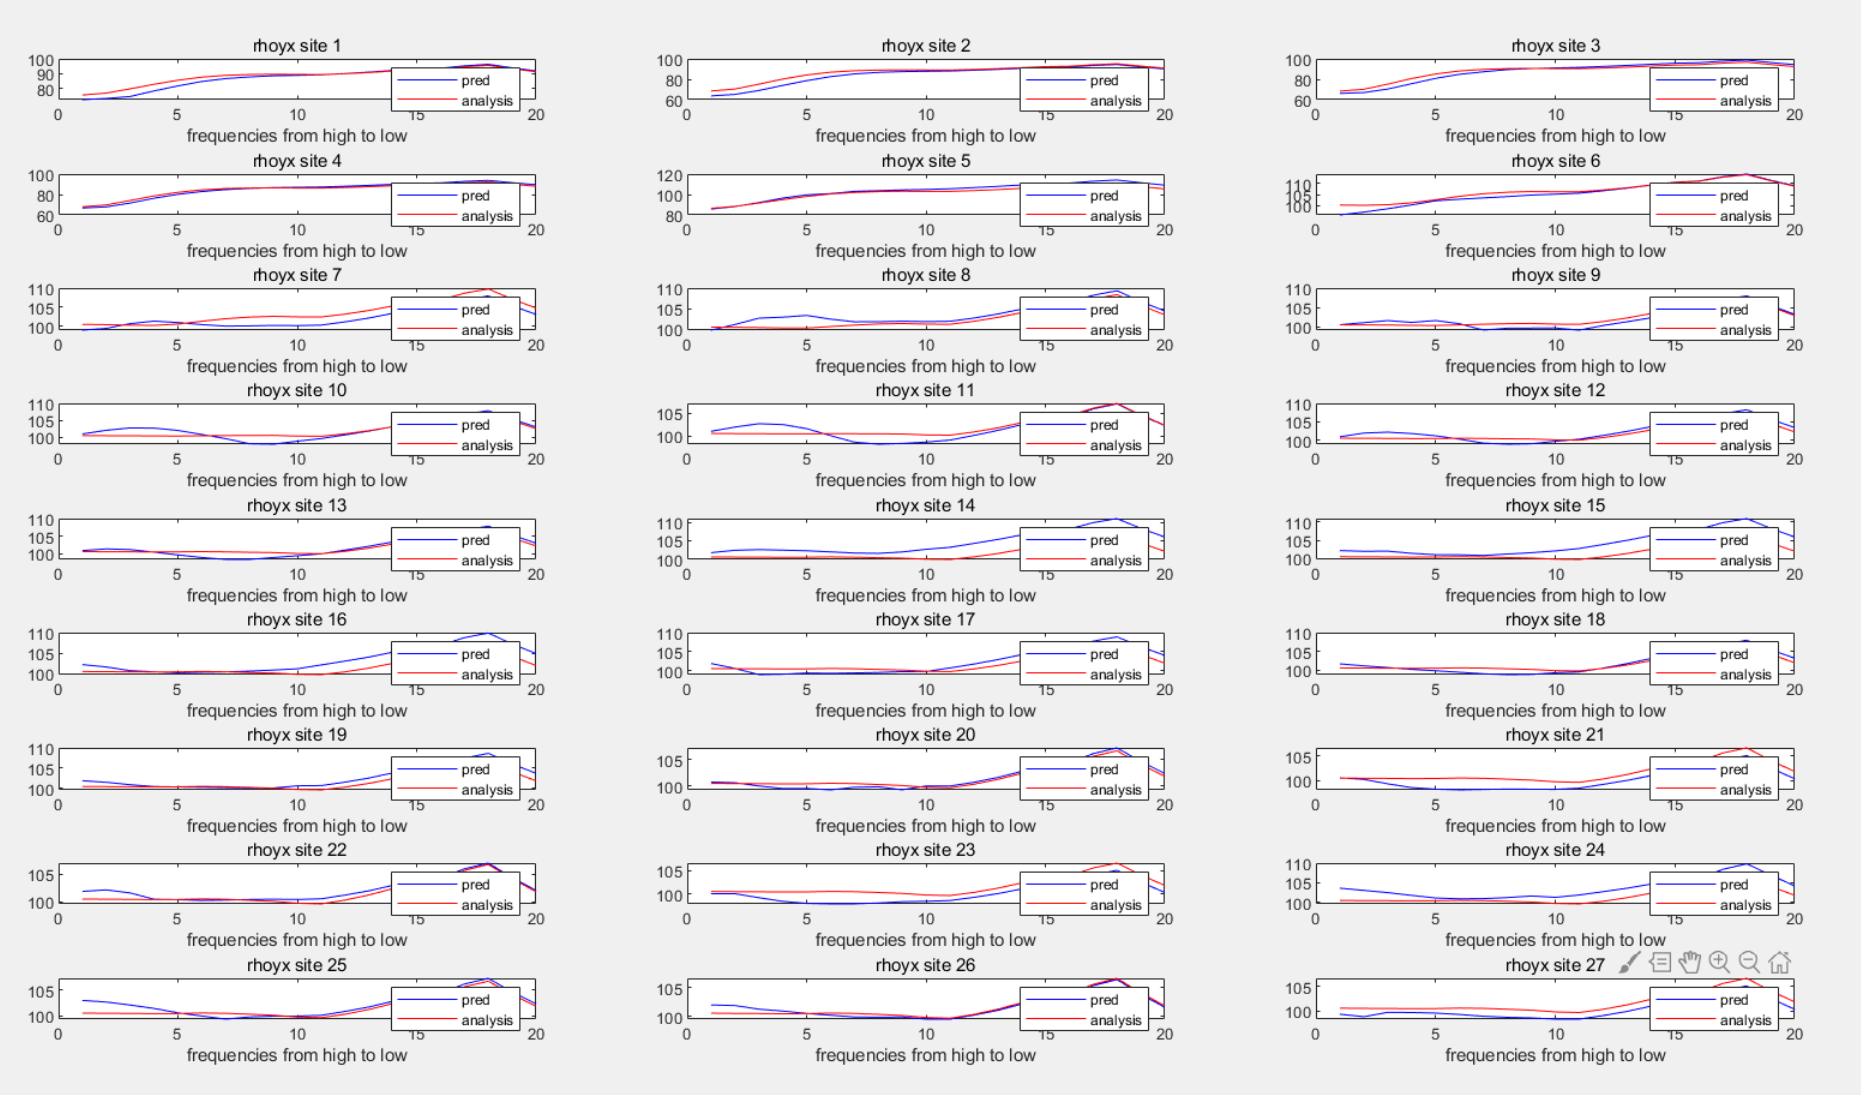 rhoyx site 1
100
90
80
pred
analysis
0 5 10 15 20
frequencies from high to low
rhoyx site 2
100
80
60
pred
analysis
0 5 10 15 20
frequencies from high to low
rhoyx site 3
100
80
60
pred
analysis
0 5 10 15 20
frequencies from high to low
rhoyx site 4
100
80
60
pred
analysis
0 5 10 15 20
frequencies from high to low
rhoyx site 5
120
100
80
pred
analysis
0 5 10 15 20
frequencies from high to low
rhoyx site 6
110
105
100
pred
analysis
0 5 10 15 20
frequencies from high to low
rhoyx site 7
110
105
100
pred
analysis
0 5 10 15 20
frequencies from high to low
rhoyx site 8
110
105
100
pred
analysis
0 5 10 15 20
frequencies from high to low
rhoyx site 9
110
105
100
pred
analysis
0 5 10 15 20
frequencies from high to low
rhoyx site 10
110
105
100
pred
analysis
0 5 10 15 20
frequencies from high to low
rhoyx site 11
105
100
pred
analysis
0 5 10 15 20
frequencies from high to low
rhoyx site 12
110
105
100
pred
analysis
0 5 10 15 20
frequencies from high to low
rhoyx site 13
110
105
100
pred
analysis
0 5 10 15 20
frequencies from high to low
rhoyx site 14
110
105
100
pred
analysis
0 5 10 15 20
frequencies from high to low
rhoyx site 15
110
105
100
pred
analysis
0 5 10 15 20
frequencies from high to low
rhoyx site 16
110
105
100
pred
analysis
0 5 10 15 20
frequencies from high to low
rhoyx site 17
110
105
100
pred
analysis
0 5 10 15 20
frequencies from high to low
rhoyx site 18
110
105
100
pred
analysis
0 5 10 15 20
frequencies from high to low
rhoyx site 19
110
105
100
pred
analysis
0 5 10 15 20
frequencies from high to low
rhoyx site 20
105
100
pred
analysis
0 5 10 15 20
frequencies from high to low
rhoyx site 21
105
100
pred
analysis
0 5 10 15 20
frequencies from high to low
rhoyx site 22
105
100
pred
analysis
0 5 10 15 20
frequencies from high to low
rhoyx site 23
105
100
pred
analysis
0 5 10 15 20
frequencies from high to low
rhoyx site 24
110
105
100
pred
analysis
0 5 10 15 20
frequencies from high to low
rhoyx site 25
105
100
pred
analysis
0 5 10 15 20
frequencies from high to low
rhoyx site 26
105
100
pred
analysis
0 5 10 15 20
frequencies from high to low
rhoyx site 27
105
100
pred
analysis
0 5 10 15 20
frequencies from high to low